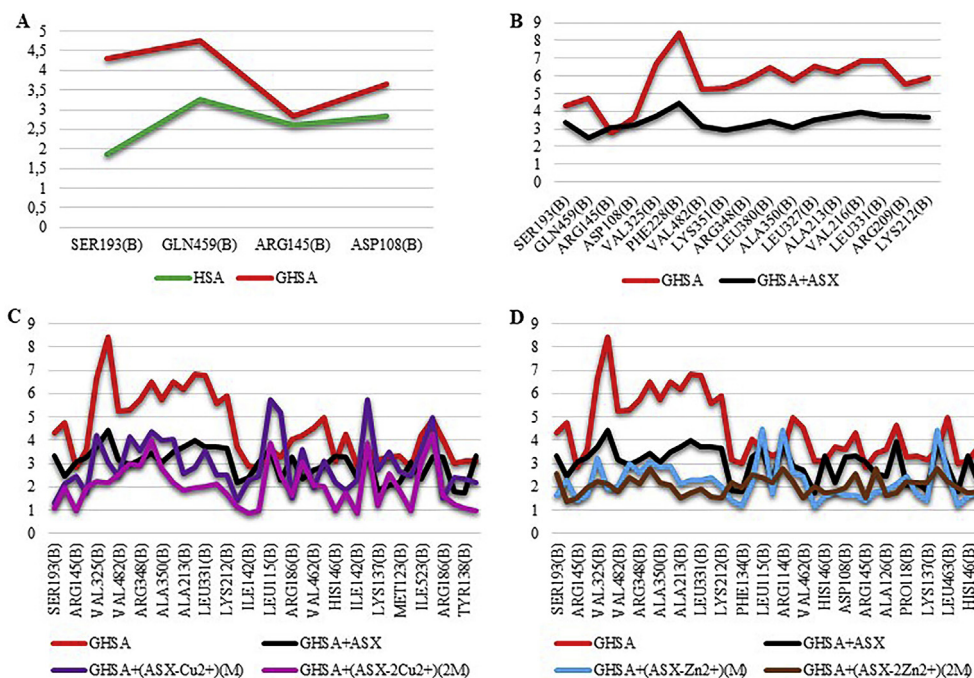 A
5
4,5
4
3,5
3
2,5
2
1,5
1
0,5
0
SER193(B) GLN459(B) ARG145(B) ASP108(B)
HSA GHSA
B
9
8
7
6
5
4
3
2
1
0
SER193(B)
GLN459(B)
ARG145(B)
ASP108(B)
VAL325(B)
PHE228(B)
VAL482(B)
LYS351(B)
ARG348(B)
LEU380(B)
ALA350(B)
LEU327(B)
ALA213(B)
VAL216(B)
LEU331(B)
ARG209(B)
LYS212(B)
GHSA GHSA+ASX
C
9
8
7
6
5
4
3
2
1
0
SER193(B)
ARG145(B)
VAL325(B)
VAL482(B)
ARG348(B)
ALA350(B)
ALA213(B)
LEU331(B)
LYS212(B)
ILE142(B)
LEU115(B)
ARG186(B)
VAL462(B)
HIS146(B)
ILE142(B)
LYS137(B)
MET123(B)
ILE523(B)
ARG186(B)
TYR138(B)
GHSA GHSA+ASX
GHSA+(ASX-Cu2+)(M) GHSA+(ASX-2Cu2+)(2M)
D
9
8
7
6
5
4
3
2
1
0
SER193(B)
ARG145(B)
VAL325(B)
VAL482(B)
ARG348(B)
ALA350(B)
ALA213(B)
LEU331(B)
LYS212(B)
PHE134(B)
LEU115(B)
ARG114(B)
VAL462(B)
HIS146(B)
ASP108(B)
ARG145(B)
ALA126(B)
PRO118(B)
LYS137(B)
LEU463(B)
HIS146(B)
GHSA GHSA+ASX
GHSA+(ASX-Zn2+)(M) GHSA+(ASX-2Zn2+)(2M)